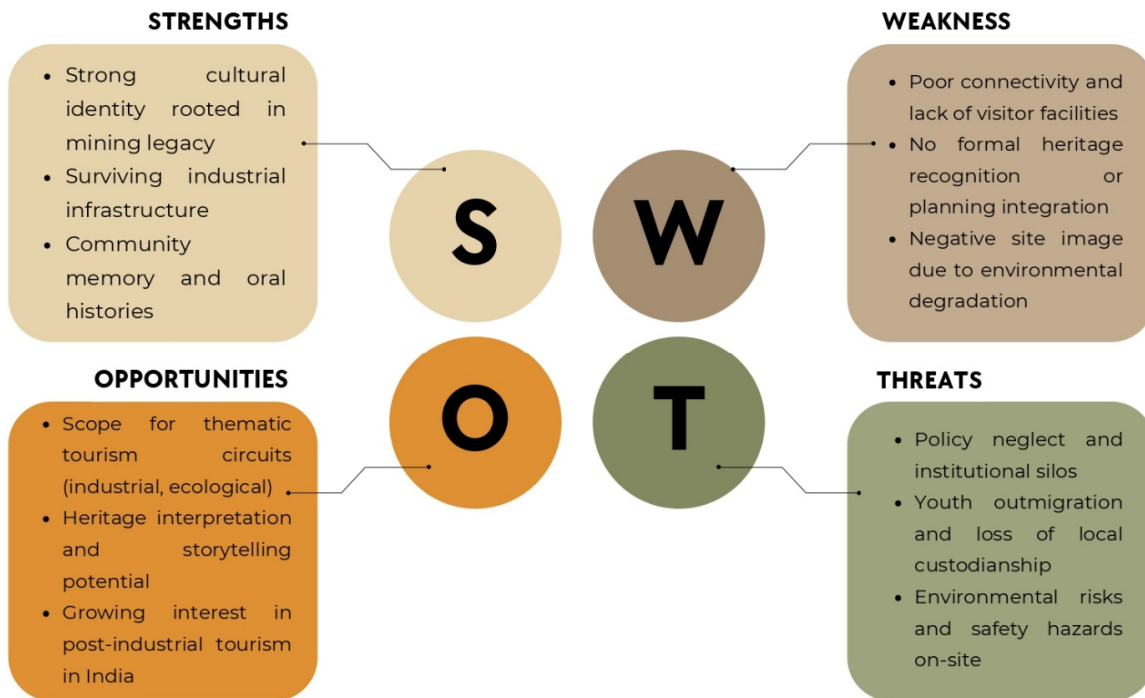 STRENGTHS
• Strong cultural
identity rooted in
mining legacy
• Surviving industrial
infrastructure
• Community
memory and oral
histories
WEAKNESS
• Poor connectivity and
lack of visitor facilities
• No formal heritage
recognition or
planning integration
• Negative site image
due to environmental
degradation
S
W
O
T
OPPORTUNITIES
• Scope for thematic
tourism circuits
(industrial, ecological)
• Heritage interpretation
and storytelling
potential
• Growing interest in
post-industrial tourism
in India
THREATS
• Policy neglect and
institutional silos
• Youth outmigration
and loss of local
custodianship
• Environmental risks
and safety hazards
on-site